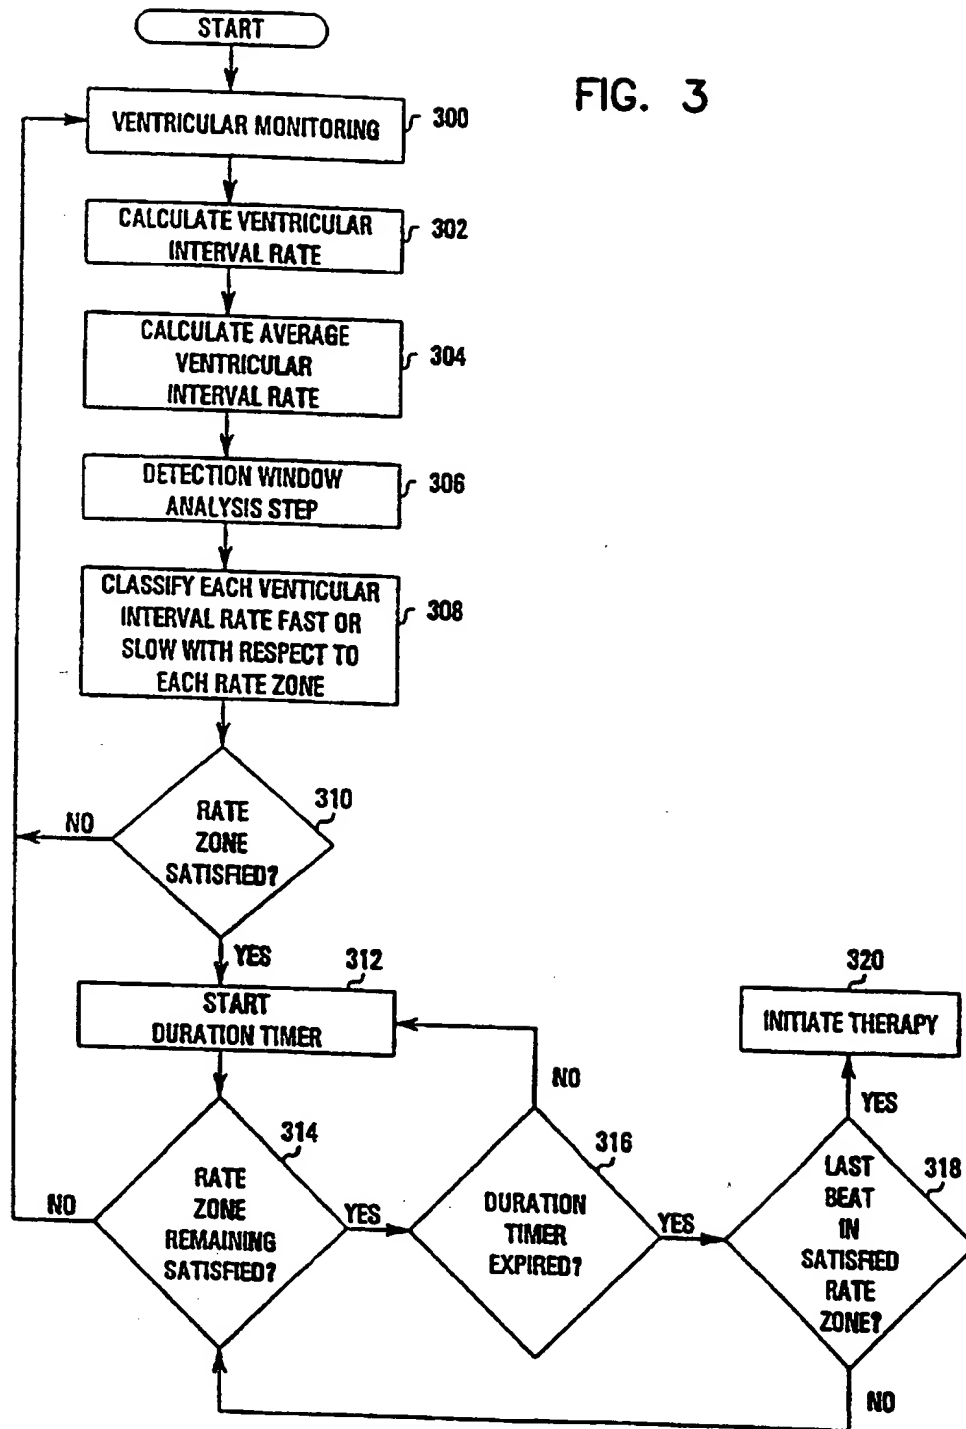 START
FIG. 3
VENTRICULAR MONITORING
300
CALCULATE VENTRICULAR
INTERVAL RATE
302
CALCULATE AVERAGE
VENTRICULAR
INTERVAL RATE
304
DETECTION WINDOW
ANALYSIS STEP
306
CLASSIFY EACH VENTICULAR
INTERVAL RATE FAST OR
SLOW WITH RESPECT TO
EACH RATE ZONE
308
RATE
ZONE
SATISFIED?
310
NO
YES
312
START
DURATION TIMER
320
INITIATE THERAPY
NO
YES
314
RATE
ZONE
REMAINING
SATISFIED?
NO
YES
316
DURATION
TIMER
EXPIRED?
YES
318
LAST
BEAT
IN
SATISFIED
RATE
ZONE?
NO